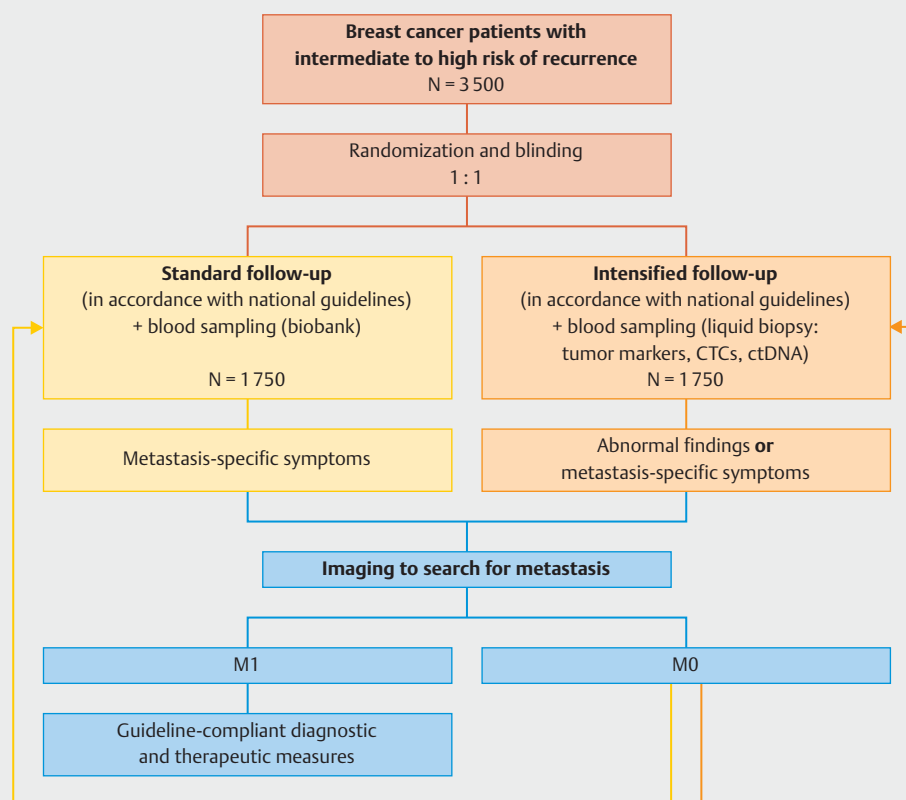 Breast cancer patients with
intermediate to high risk of recurrence
N = 3 500
Randomization and blinding
1 : 1
Standard follow-up
(in accordance with national guidelines)
+ blood sampling (biobank)
N = 1 750
Intensified follow-up
(in accordance with national guidelines)
+ blood sampling (liquid biopsy:
tumor markers, CTCs, ctDNA)
N = 1 750
Metastasis-specific symptoms
Abnormal findings or
metastasis-specific symptoms
Imaging to search for metastasis
M1
M0
Guideline-compliant diagnostic
and therapeutic measures